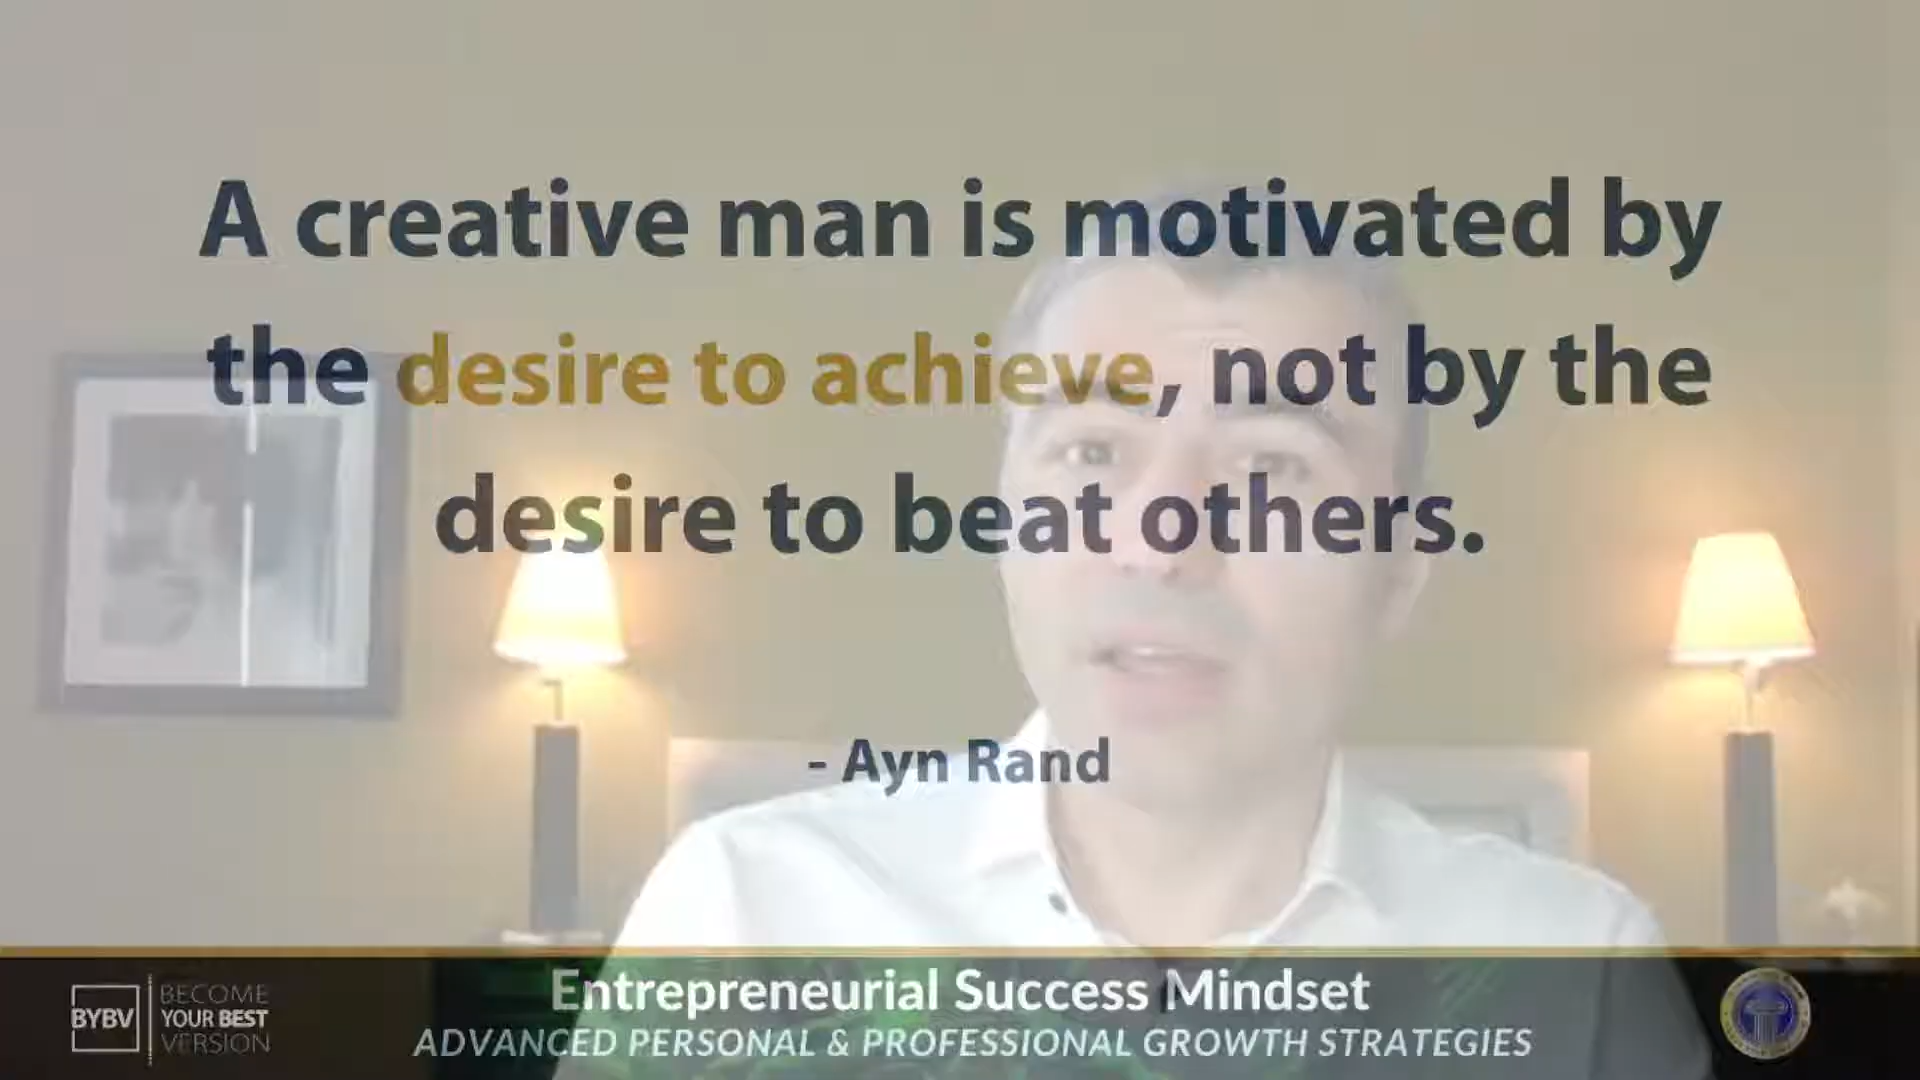 A creative man is motivated by
the desire to achieve, not by the
desire to beat others.
- Ayn Rand
BYBV
BECOME
YOUR BEST
VERSION
Entrepreneurial Success Mindset
ADVANCED PERSONAL & PROFESSIONAL GROWTH STRATEGIES